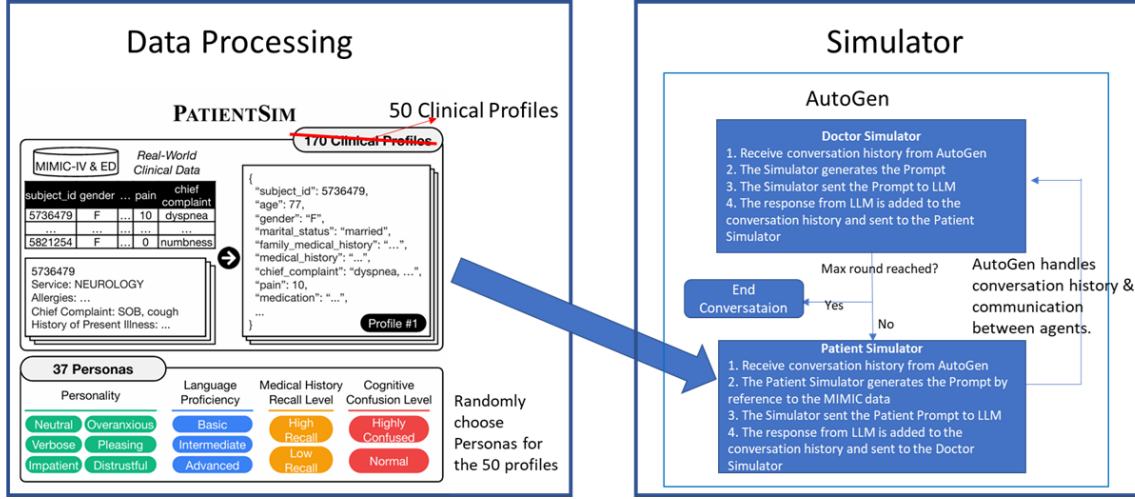 Data Processing
PATIENTSIM
50 Clinical Profiles
170 Clinical Profiles
MIMIC-IV & ED
Real-World
Clinical Data
subject_id gender ... pain chief complaint
5736479 F ... 10 dyspnea
... ... ... ... ...
5821254 F ... 0 numbness
5736479
Service: NEUROLOGY
Allergies: ...
Chief Complaint: SOB, cough
History of Present Illness: ...
{
"subject_id": 5736479,
"age": 77,
"gender": "F",
"marital_status": "married",
"family_medical_history": "...",
"medical_history": "...",
"chief_complaint": "dyspnea, ...",
"pain": 10,
"medication": "...",
...
}
Profile #1
37 Personas
Personality
Neutral Overanxious
Verbose Pleasing
Impatient Distrustful
Language
Proficiency
Basic
Intermediate
Advanced
Medical History
Recall Level
High
Recall
Low
Recall
Cognitive
Confusion Level
Highly
Confused
Normal
Randomly
choose
Personas for
the 50 profiles
Simulator
AutoGen
Doctor Simulator
1. Receive conversation history from AutoGen
2. The Simulator generates the Prompt
3. The Simulator sent the Prompt to LLM
4. The response from LLM is added to the
conversation history and sent to the Patient
Simulator
Max round reached?
End
Conversataion
Yes
No
AutoGen handles
conversation history &
communication
between agents.
Patient Simulator
1. Receive conversation history from AutoGen
2. The Patient Simulator generates the Prompt by
reference to the MIMIC data
3. The Simulator sent the Patient Prompt to LLM
4. The response from LLM is added to the
conversation history and sent to the Doctor
Simulator